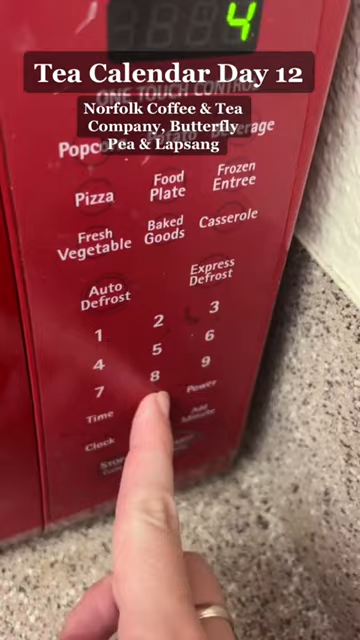 4
Tea Calendar Day 12
ONE TOUCH CONTROL
Norfolk Coffee & Tea
Company, Butterfly
Pea & Lapsang
Pizza
Food
Plate
Frozen
Entree
Fresh
Vegetable
Baked
Goods
Casserole
Auto
Defrost
Express
Defrost
1 2 3
4 5 6
7 8 9
Time
Power
Clock
Add
Minute